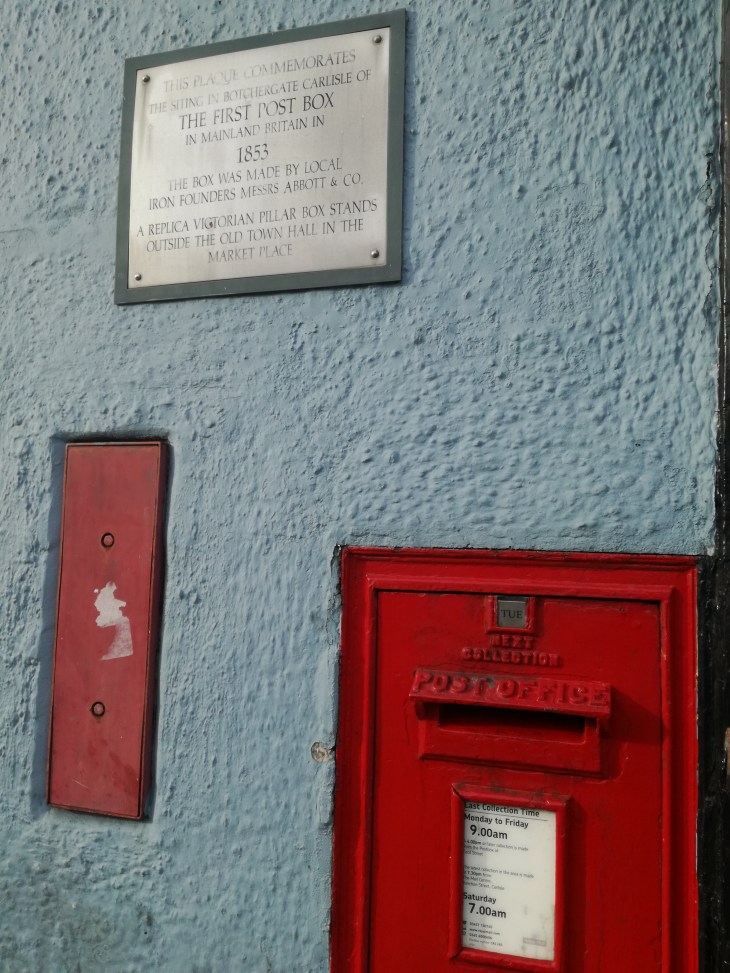 THIS PLAQUE COMMEMORATES
THE SITING IN BOTCHERGATE CARLISLE OF
THE FIRST POST BOX
IN MAINLAND BRITAIN IN
1853
THE BOX WAS MADE BY LOCAL
IRON FOUNDERS MESSRS ABBOTT & CO.
A REPLICA VICTORIAN PILLAR BOX STANDS
OUTSIDE THE OLD TOWN HALL IN THE
MARKET PLACE
TUE
NEXT
COLLECTION
POST OFFICE
Last Collection Time
Monday to Friday
9.00am
Saturday
7.00am